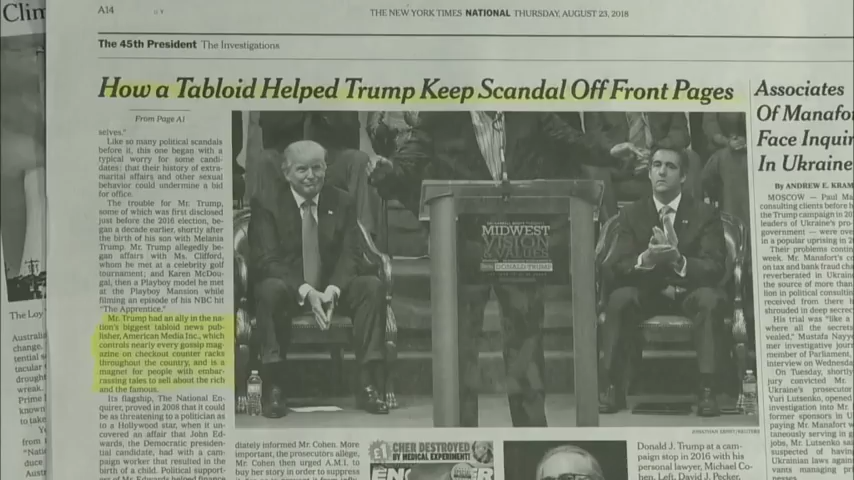 Clim
A14
THE NEW YORK TIMES NATIONAL THURSDAY, AUGUST 23, 2018
The 45th President The Investigations
How a Tabloid Helped Trump Keep Scandal Off Front Pages
From Page A1
selves."
Like so many political scandals
before it, this one began with a
typical worry for some candi-
dates: that their history of extra-
marital affairs and other sexual
behavior could undermine a bid
for office.
The trouble for Mr. Trump,
some of which was first disclosed
just before the 2016 election, be-
gan a decade earlier, shortly after
the birth of his son with Melania
Trump. Mr. Trump allegedly be-
gan affairs with Ms. Clifford,
whom he met at a celebrity golf
tournament; and Karen McDou-
gal, then a Playboy model he met
at the Playboy Mansion while
filming an episode of his NBC hit
"The Apprentice."
Mr. Trump had an ally in the na-
tion's biggest tabloid news pub-
lisher, American Media Inc., which
controls nearly every gossip mag-
azine on checkout counter racks
throughout the country, and is a
magnet for people with embar-
rassing tales to sell about the rich
and the famous.
Its flagship, The National En-
quirer, proved in 2008 that it could
be as threatening to a politician as
to a Hollywood star, when it un-
covered an affair that John Ed-
wards, the Democratic presiden-
tial candidate, had with a cam-
paign worker that resulted in the
birth of a child. Political support-
MIDWEST
VISION
& VALUES
DONALD TRUMP
JONATHAN ERNST/REUTERS
diately informed Mr. Cohen. More
important, the prosecutors allege,
Mr. Cohen then urged A.M.I. to
buy her story in order to suppress
CHER DESTROYED
BY MEDICAL EXPERIMENT!
Donald J. Trump at a cam-
paign stop in 2016 with his
personal lawyer, Michael Co-
hen, Left, David J. Pecker,
Associates
Of Manafo
Face Inquir
In Ukraine
By ANDREW E. KRAM
MOSCOW — Paul Ma
consulting clients before h
the Trump campaign in 20
leaders of Ukraine's pro-
government — were over
in a popular uprising in 2
Their problems contin
week. Mr. Manafort's co
on tax and bank fraud cha
reverberated in Ukraine
the source of more than
lion in political consultin
received from there
shrouded in deep secrec
His trial was "like a
where all the secrets
vealed," Mustafa Nayye
mer investigative journ
member of Parliament,
interview on Wednesda
On Tuesday, shortly
jury convicted Mr.
Ukraine's prosecutor
Yuri Lutsenko, opened
investigation into Mr.
former sponsors in U
paying Mr. Manafort w
taneously serving in g
jobs, Mr. Lutsenko sai
suspected of having
Ukrainian laws again
vants managing pri
The Loy
Australia
change,